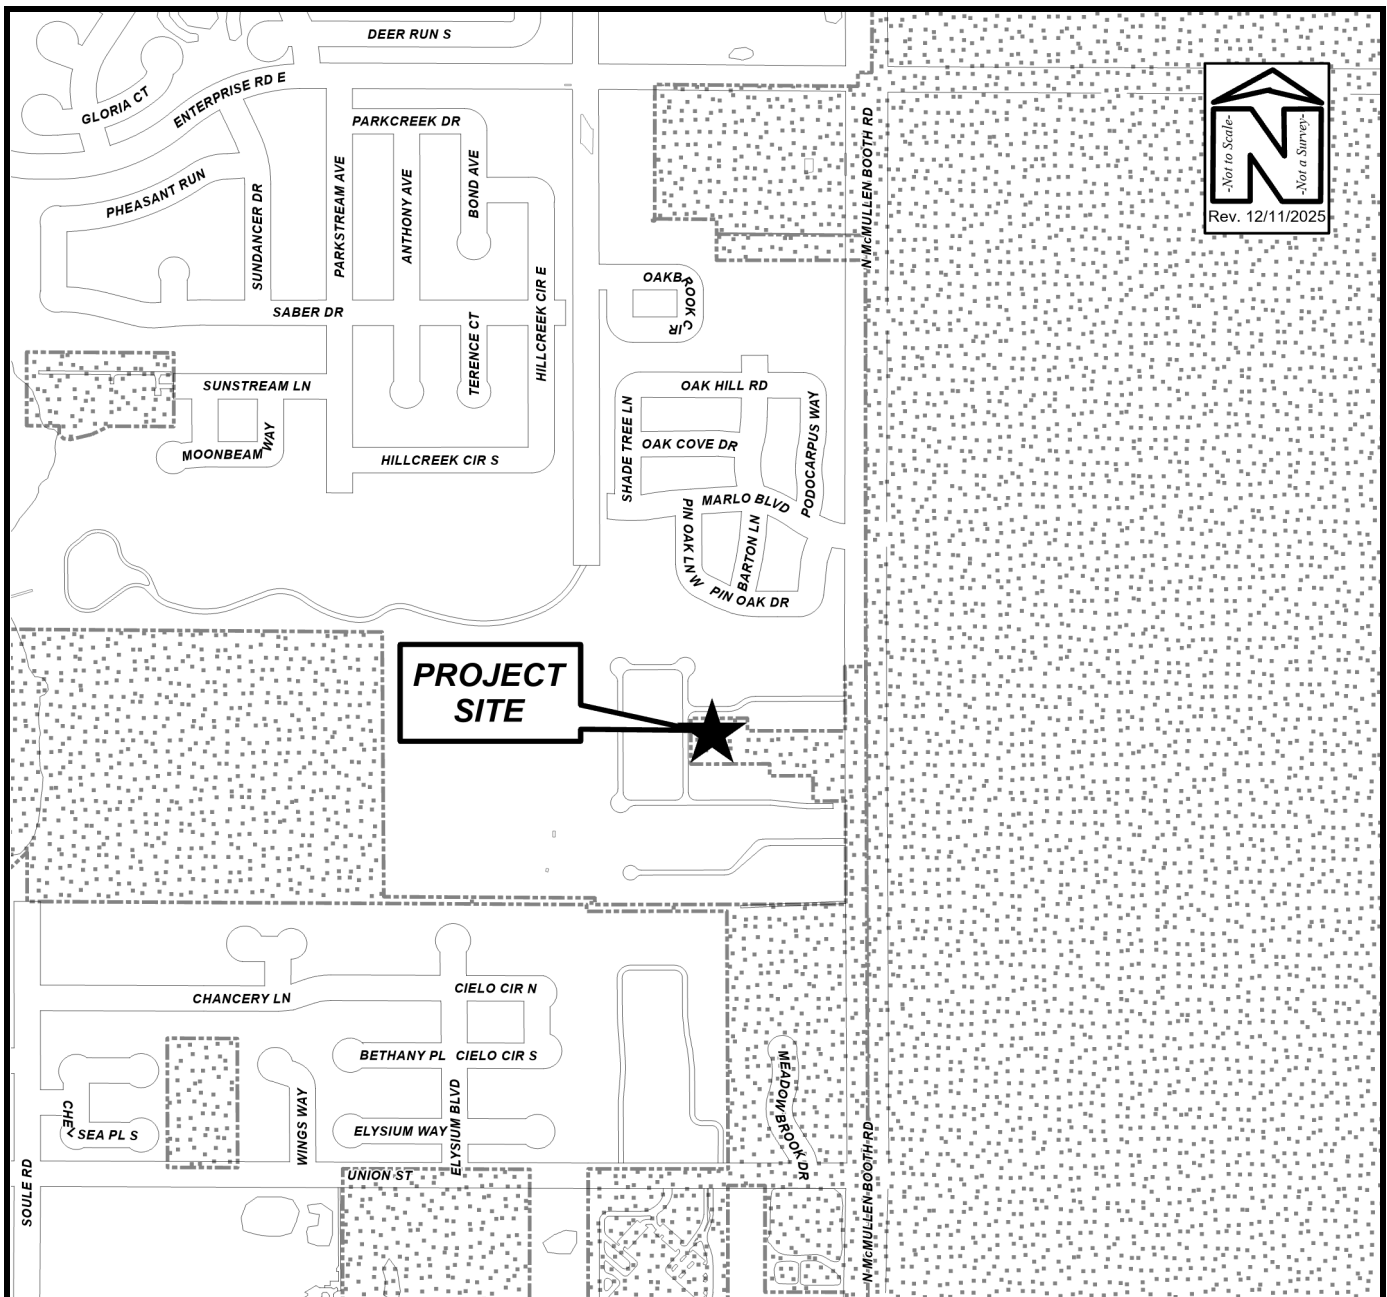 DEER RUN S
GLORIA CT
ENTERPRISE RD E
PARKCREEK DR
PHEASANT RUN
SUNDANCER DR
PARKSTREAM AVE
ANTHONY AVE
BOND AVE
N McMULLEN BOOTH RD
-Not to Scale-
-Not a Survey-
N
Rev. 12/11/2025
SABER DR
TERENCE CT
HILLCREEK CIR E
OAKBROOK CIR
SUNSTREAM LN
MOONBEAM WAY
HILLCREEK CIR S
OAK HILL RD
SHADE TREE LN
OAK COVE DR
PODOCARPUS WAY
MARLO BLVD
PIN OAK LN W
BARTON LN
PIN OAK DR
PROJECT
SITE
CHANCERY LN
CIELO CIR N
BETHANY PL
CIELO CIR S
WINGS WAY
ELYSIUM WAY
ELYSIUM BLVD
CHEL
SEA PL S
MEADOW BROOK DR
SOULE RD
UNION ST
N McMULLEN BOOTH RD